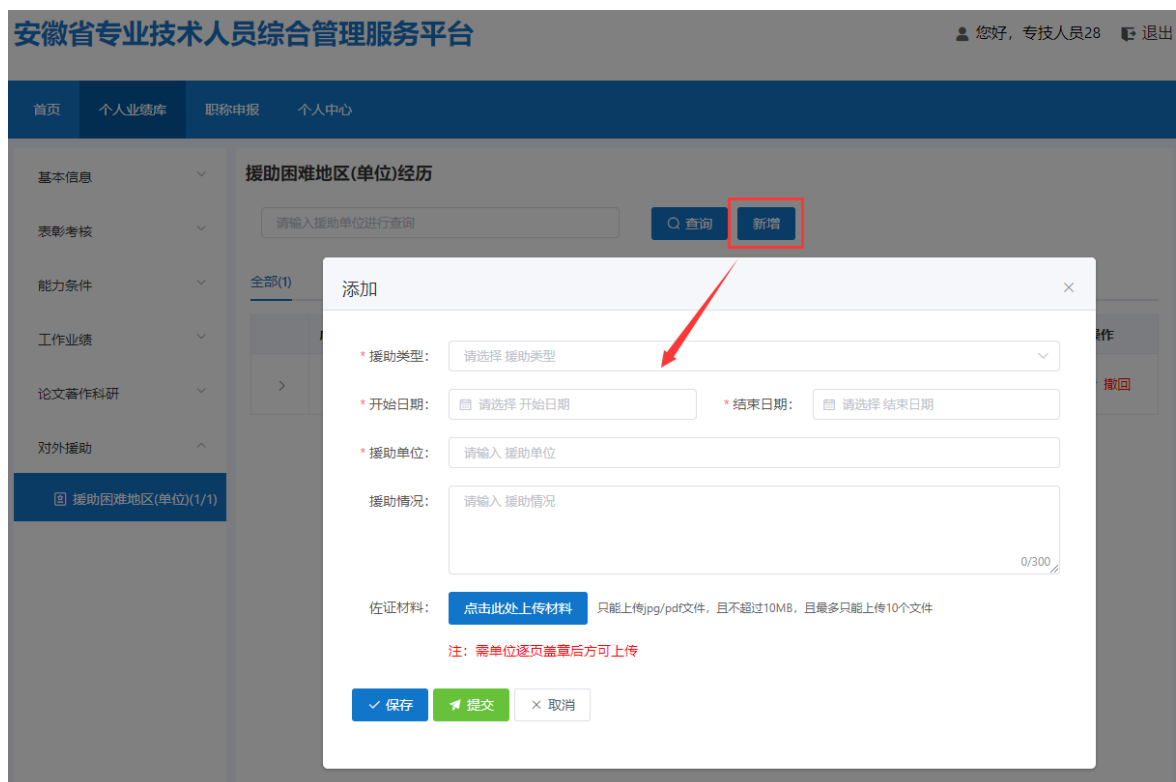 安徽省专业技术人员综合管理服务平台
您好，专技人员28 退出
首页 个人业绩库 职称申报 个人中心
基本信息
表彰考核
能力条件
工作业绩
论文著作科研
对外援助
援助困难地区(单位)(1/1)
援助困难地区(单位)经历
请输入援助单位进行查询 查询 新增
全部(1)
撤回
添加
*援助类型： 请选择 援助类型
*开始日期： 请选择 开始日期 *结束日期： 请选择 结束日期
*援助单位： 请输入 援助单位
援助情况： 请输入 援助情况
0/300
佐证材料： 点击此处上传材料 只能上传jpg/pdf文件，且不超过10MB，且最多只能上传10个文件
注：需单位逐页盖章后方可上传
保存 提交 取消